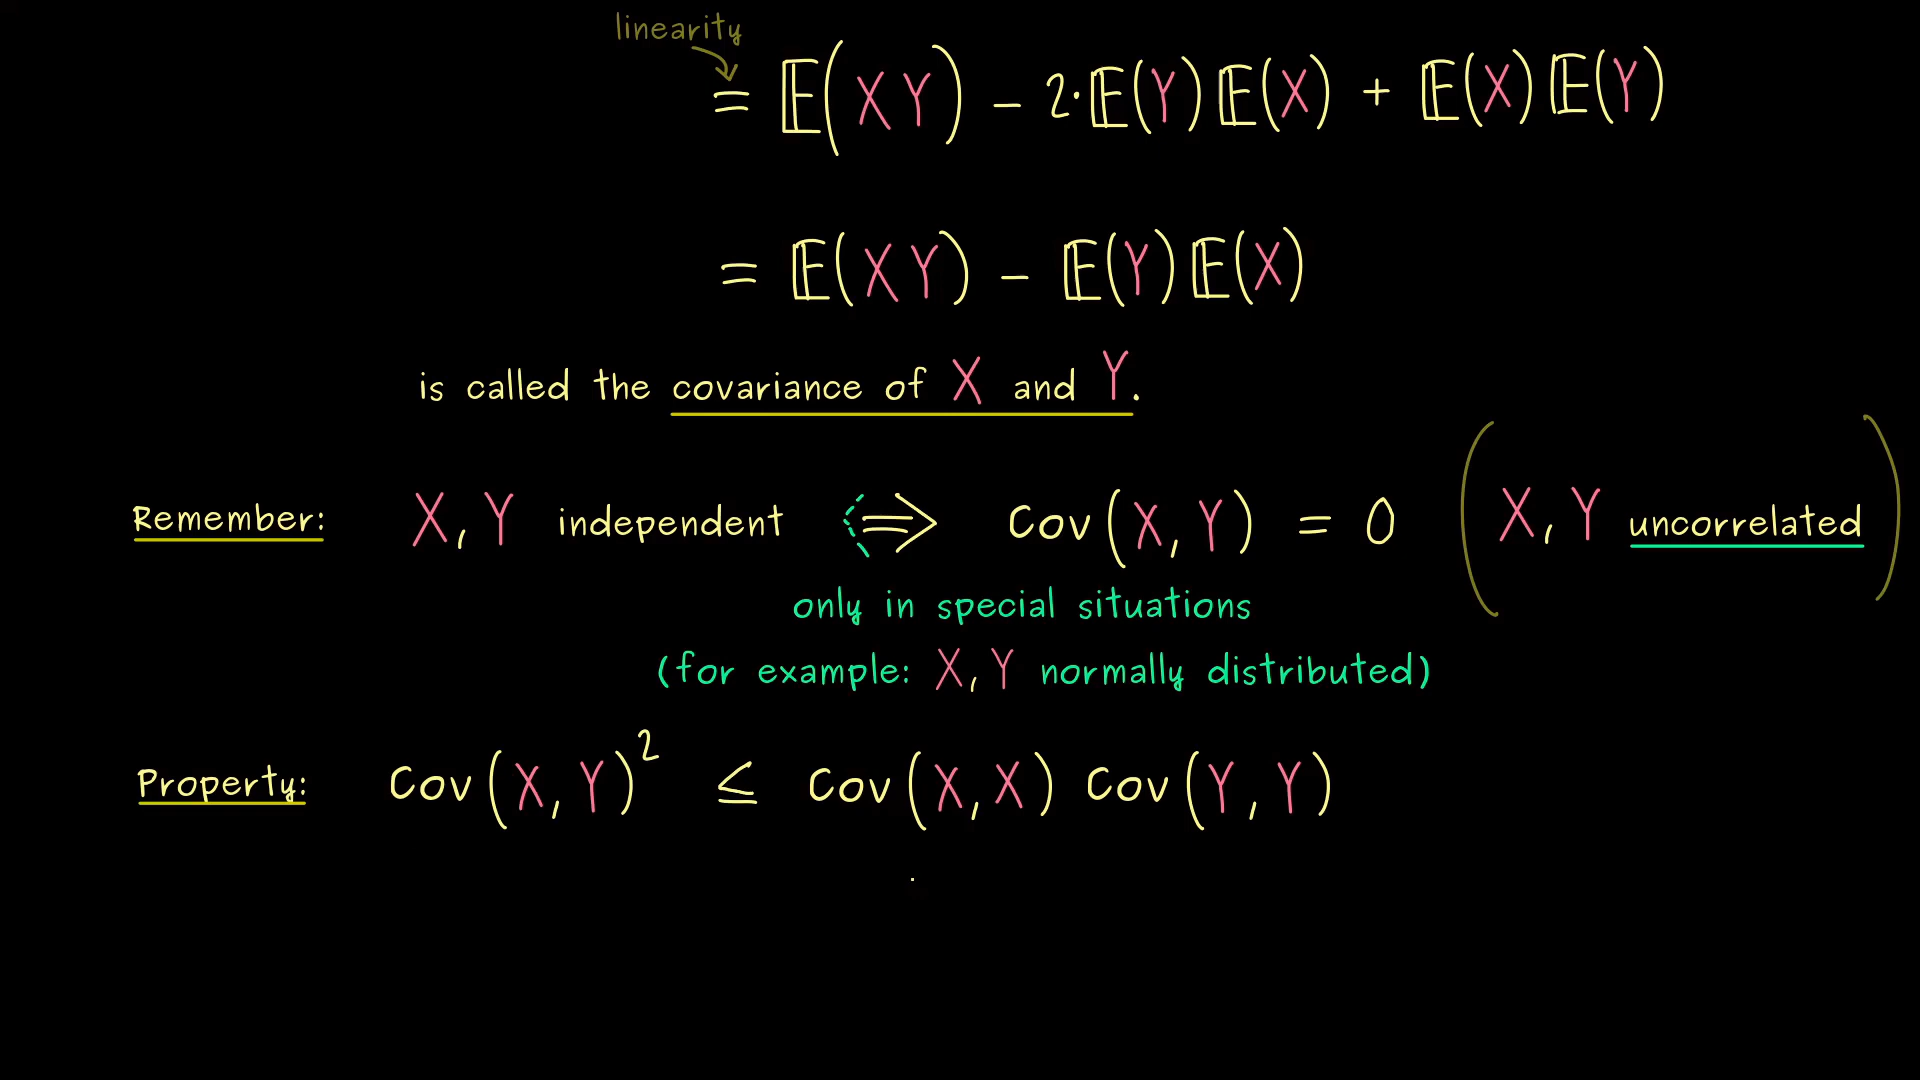 linearity
= 𝔼(XY) − 2·𝔼(Y)𝔼(X) + 𝔼(X)𝔼(Y)
= 𝔼(XY) − 𝔼(Y)𝔼(X)
is called the covariance of X and Y.
Remember: X, Y independent ⟺ Cov(X, Y) = 0 (X, Y uncorrelated)
only in special situations
(for example: X, Y normally distributed)
Property: Cov(X, Y)² ≤ Cov(X, X) Cov(Y, Y)